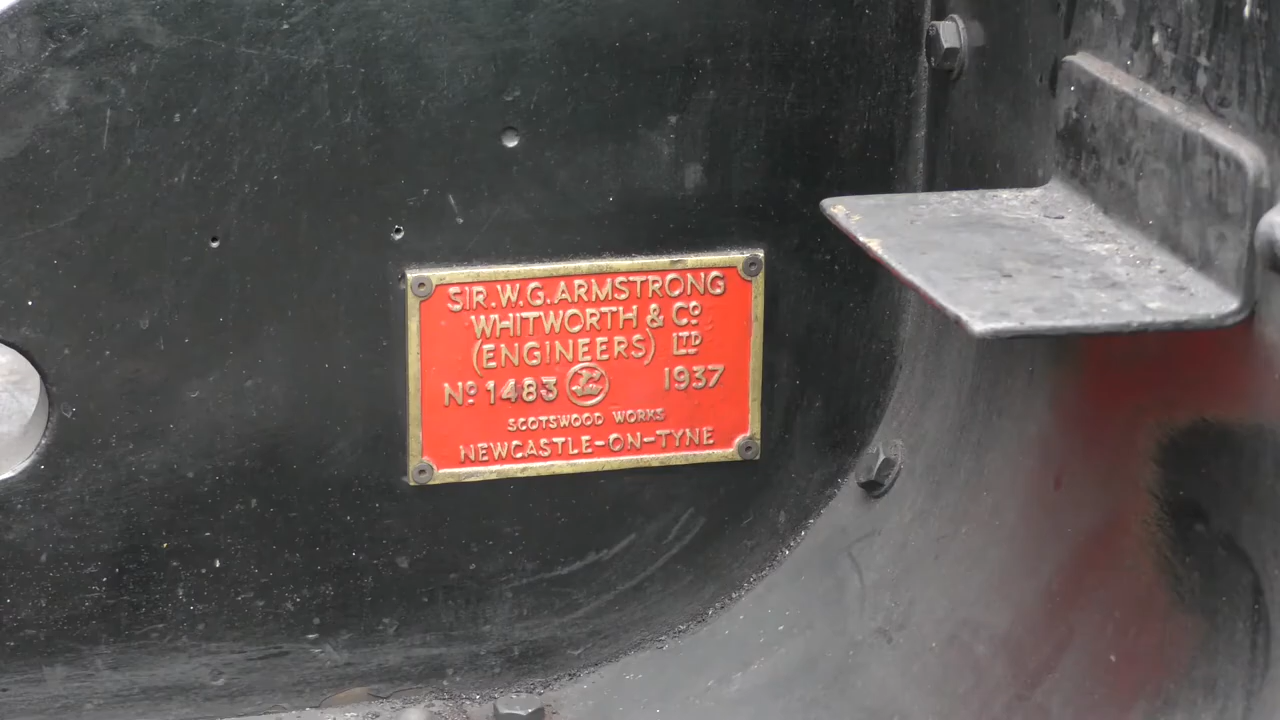 SIR.W.G.ARMSTRONG
WHITWORTH & Cº
(ENGINEERS) LTD
Nº 1483 1937
SCOTSWOOD WORKS
NEWCASTLE-ON-TYNE